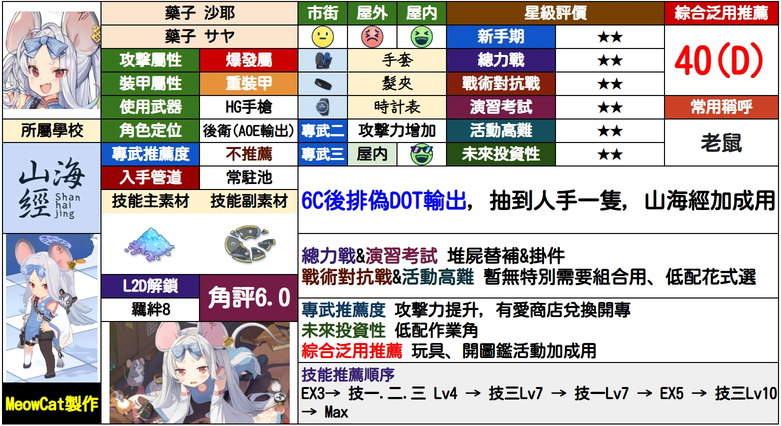 藥子 沙耶
藥子 サヤ
市街 屋外 屋內
星級評價
綜合泛用推薦
攻擊屬性 爆發屬
手套
新手期 ★★
40(D)
裝甲屬性 重裝甲
髮夾
總力戰 ★★
戰術對抗戰 ★★
使用武器 HG手槍
時計表
演習考試 ★★
常用稱呼
所屬學校
角色定位 後衛(AOE輸出)
專武二 攻擊力增加
活動高難 ★★
老鼠
專武推薦度 不推薦
專武三 屋內
未來投資性 ★★
入手管道 常駐池
山海經
Shan
hai
jing
技能主素材 技能副素材
6C後排偽DOT輸出, 抽到人手一隻, 山海經加成用
總力戰&演習考試 堆屍替補&掛件
戰術對抗戰&活動高難 暫無特別需要組合用、低配花式選
L2D解鎖
羈絆8
角評6.0
專武推薦度 攻擊力提升，有愛商店兌換開專
未來投資性 低配作業角
綜合泛用推薦 玩具、開圖鑑活動加成用
技能推薦順序
EX3→ 技一.二.三 Lv4 → 技三Lv7 → 技一Lv7 → EX5 → 技三Lv10
→ Max
MeowCat製作